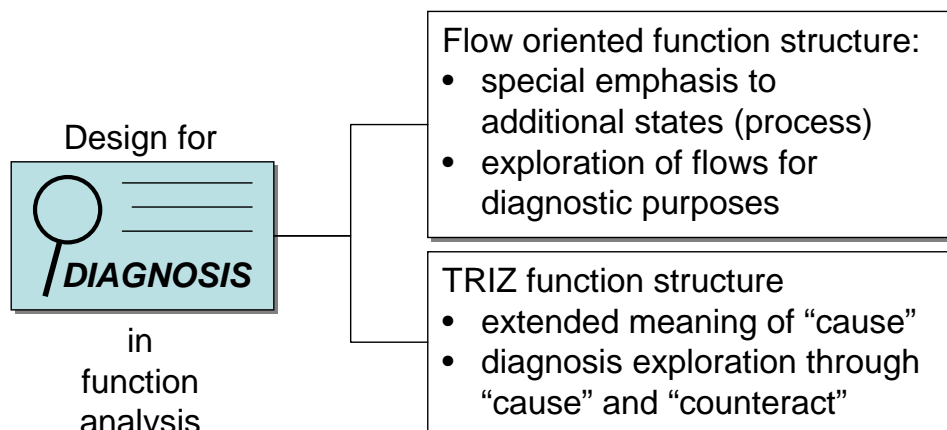 Design for
DIAGNOSIS
in
function
analysis
Flow oriented function structure:
• special emphasis to
additional states (process)
• exploration of flows for
diagnostic purposes
TRIZ function structure
• extended meaning of “cause”
• diagnosis exploration through
“cause” and “counteract”